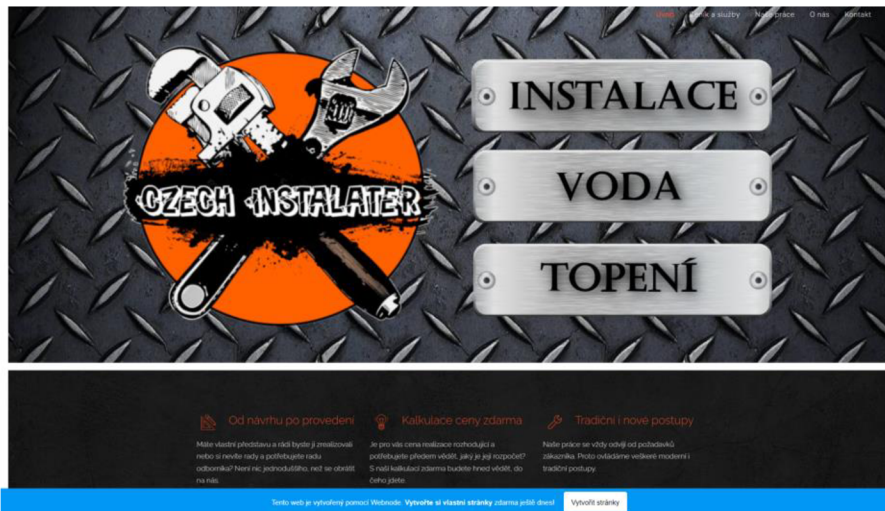 Úvod Ceník a služby Naše práce O nás Kontakt
INSTALACE
CZECH INSTALATER
VODA
TOPENÍ
Od návrhu po provedení
Máte vlastní představu a rádi byste ji zrealizovali
nebo si nevíte rady a potřebujete radu
odborníka? Není nic jednoduššího, než se obrátit
na nás.
Kalkulace ceny zdarma
Je pro vás cena realizace rozhodující a
potřebujete předem vědět, jaký je její rozpočet?
S naší kalkulací zdarma budete hned vědět, do
čeho jdete.
Tradiční i nové postupy
Naše práce se vždy odvíjí od požadavků
zákazníka. Proto ovládáme veškeré moderní i
tradiční postupy.
Tento web je vytvořený pomocí Webnode. Vytvořte si vlastní stránky zdarma ještě dnes!
Vytvořit stránky